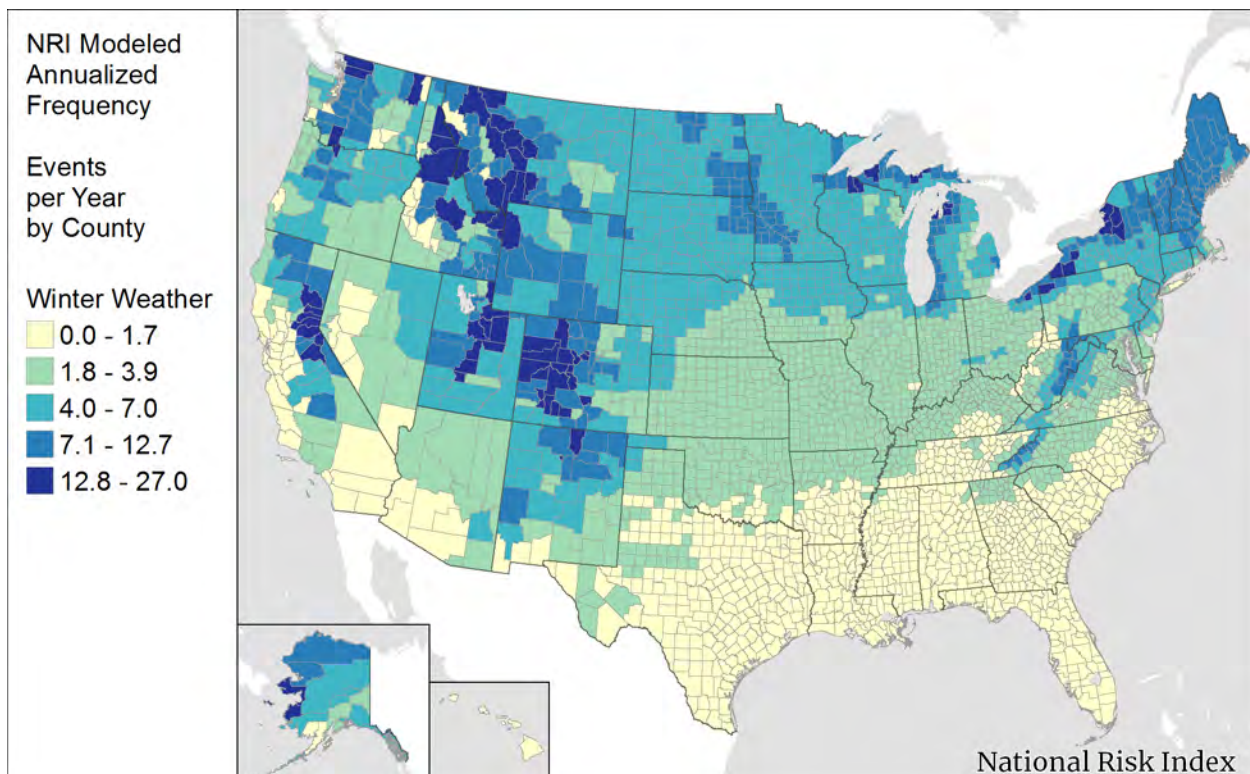 NRI Modeled
Annualized
Frequency
Events
per Year
by County
Winter Weather
0.0 - 1.7
1.8 - 3.9
4.0 - 7.0
7.1 - 12.7
12.8 - 27.0
National Risk Index